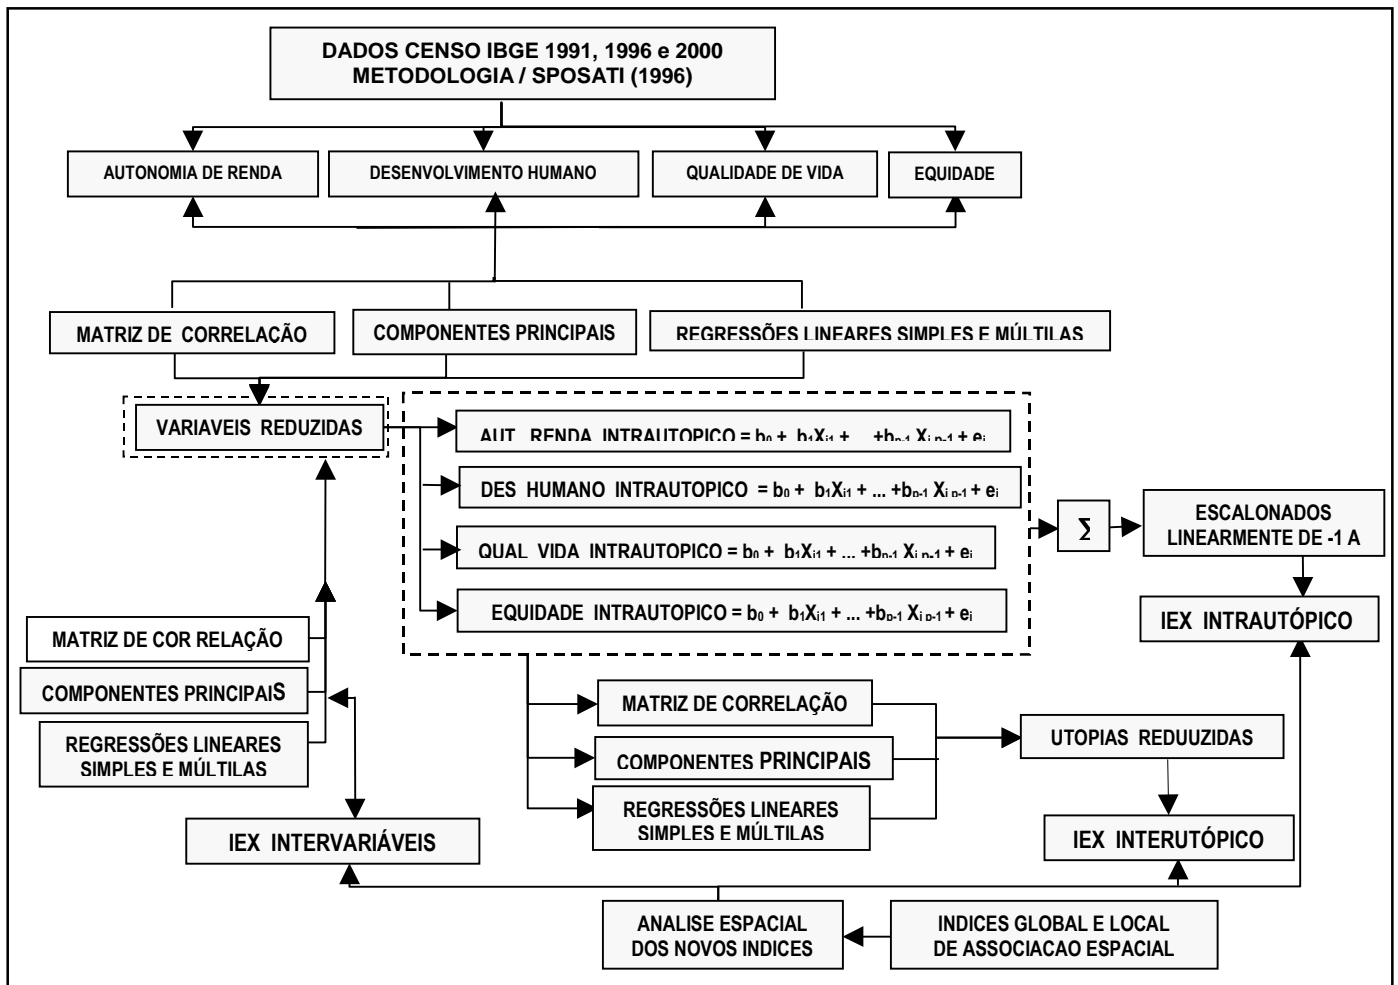 DADOS CENSO IBGE 1991, 1996 e 2000
METODOLOGIA / SPOSATI (1996)
AUTONOMIA DE RENDA
DESENVOLVIMENTO HUMANO
QUALIDADE DE VIDA
EQUIDADE
MATRIZ DE CORRELAÇÃO
COMPONENTES PRINCIPAIS
REGRESSÕES LINEARES SIMPLES E MÚLTILAS
VARIAVEIS REDUZIDAS
AUT. RENDA INTRAUTOPICO = b₀ + b₁Xᵢ₁ + ... +bₚ₋₁ Xᵢ,ₚ₋₁ + eᵢ
DES HUMANO INTRAUTOPICO = b₀ + b₁Xᵢ₁ + ... +bₚ₋₁ Xᵢ,ₚ₋₁ + eᵢ
QUAL VIDA INTRAUTOPICO = b₀ + b₁Xᵢ₁ + ... +bₚ₋₁ Xᵢ,ₚ₋₁ + eᵢ
EQUIDADE INTRAUTOPICO = b₀ + b₁Xᵢ₁ + ... +bₚ₋₁ Xᵢ,ₚ₋₁ + eᵢ
Σ
ESCALONADOS
LINEARMENTE DE -1 A
IEX INTRAUTÓPICO
MATRIZ DE COR RELAÇÃO
COMPONENTES PRINCIPAIS
REGRESSÕES LINEARES
SIMPLES E MÚLTILAS
MATRIZ DE CORRELAÇÃO
COMPONENTES PRINCIPAIS
REGRESSÕES LINEARES
SIMPLES E MÚLTILAS
UTOPIAS REDUUZIDAS
IEX INTERVARIÁVEIS
IEX INTERUTÓPICO
ANALISE ESPACIAL
DOS NOVOS INDICES
INDICES GLOBAL E LOCAL
DE ASSOCIACAO ESPACIAL